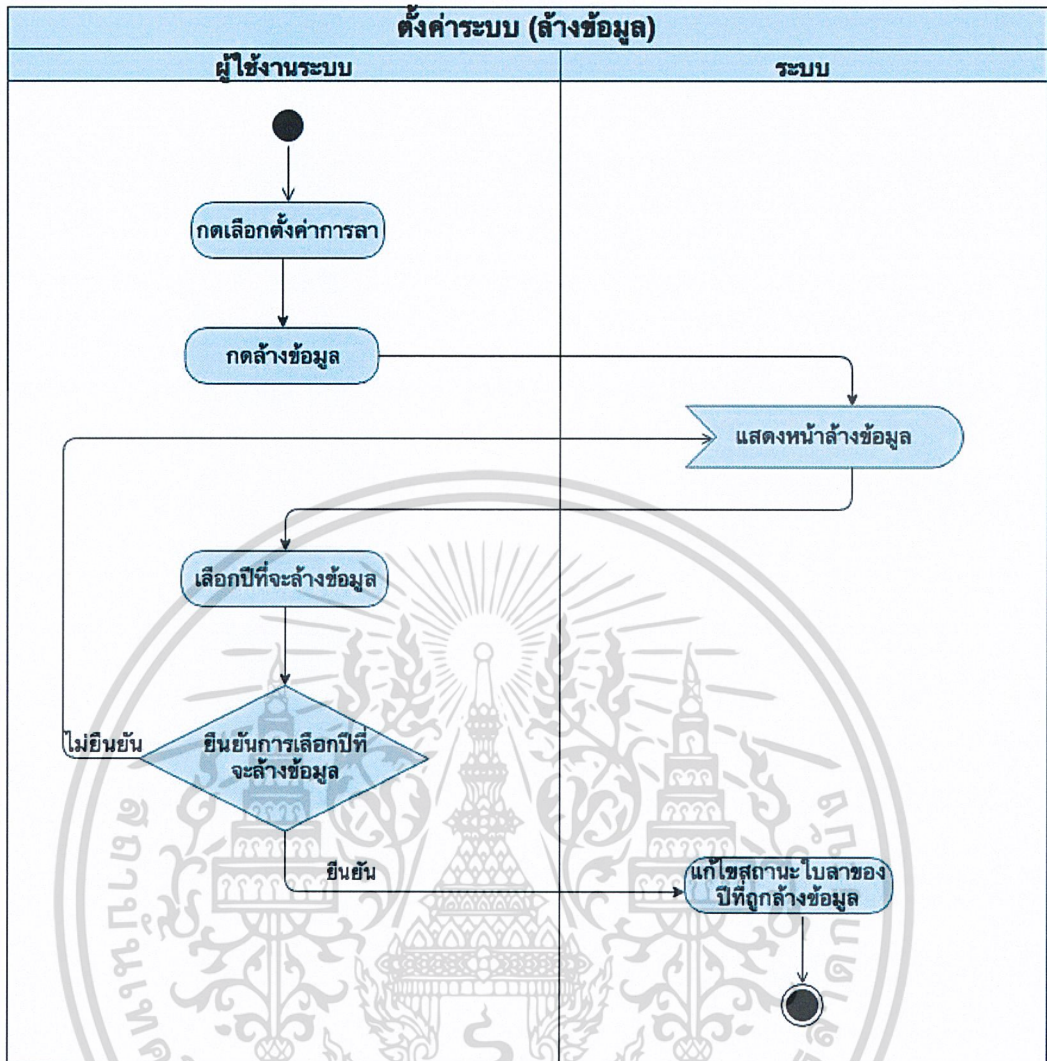 ตั้งค่าระบบ (ล้างข้อมูล)
ผู้ใช้งานระบบ
ระบบ
กดเลือกตั้งค่าการลา
กดล้างข้อมูล
แสดงหน้าล้างข้อมูล
เลือกปีที่จะล้างข้อมูล
ไม่ยืนยัน
ยืนยันการเลือกปีที่
จะล้างข้อมูล
ยืนยัน
แก้ไขสถานะใบลาของ
ปีที่ถูกล้างข้อมูล